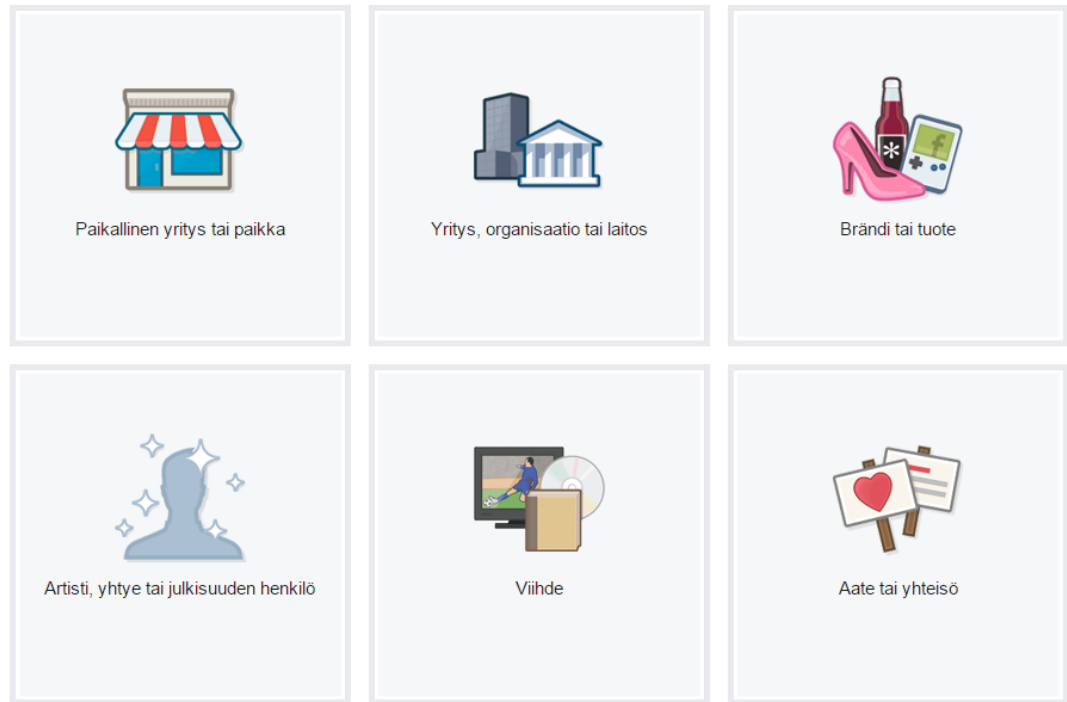 Paikallinen yritys tai paikka
Yritys, organisaatio tai laitos
Brändi tai tuote
Artisti, yhtye tai julkisuuden henkilö
Viihde
Aate tai yhteisö